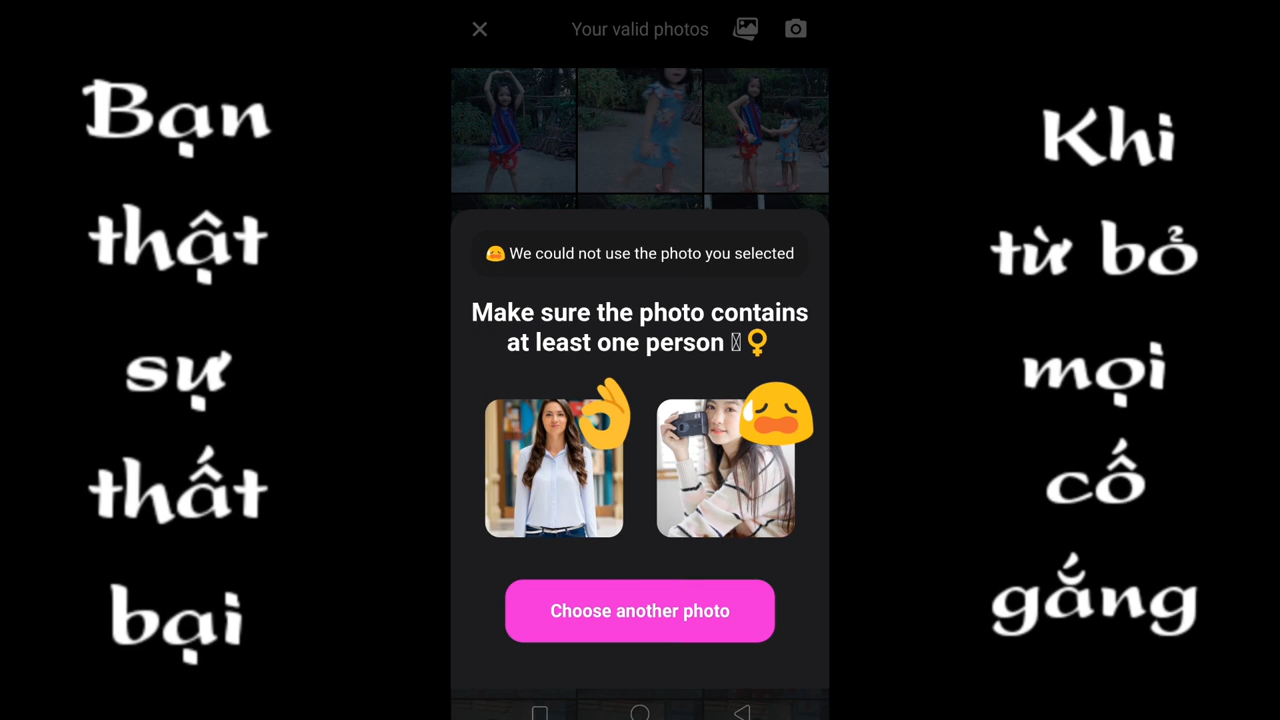 Bạn
thật
sự
thất
bại
Your valid photos
We could not use the photo you selected
Make sure the photo contains
at least one person
Choose another photo
Khi
từ bỏ
mọi
cố
gắng